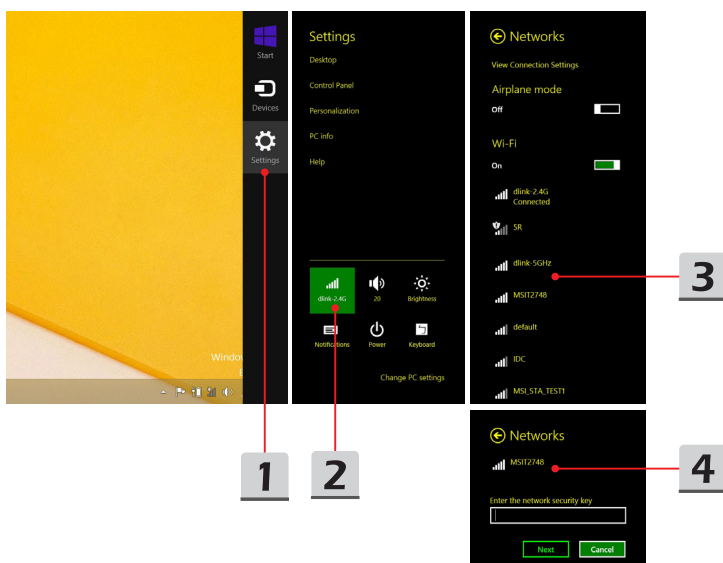 Start
Devices
Settings
Windo
1
Settings
Desktop
Control Panel
Personalization
PC info
Help
dlink-2.4G
20
Brightness
Notifications
Power
Keyboard
Change PC settings
2
Networks
View Connection Settings
Airplane mode
Off
Wi-Fi
On
dlink-2.4G
Connected
SR
dlink-5GHz
MSIT2748
default
IDC
MSI_STA_TEST1
3
Networks
MSIT2748
Enter the network security key
Next
Cancel
4